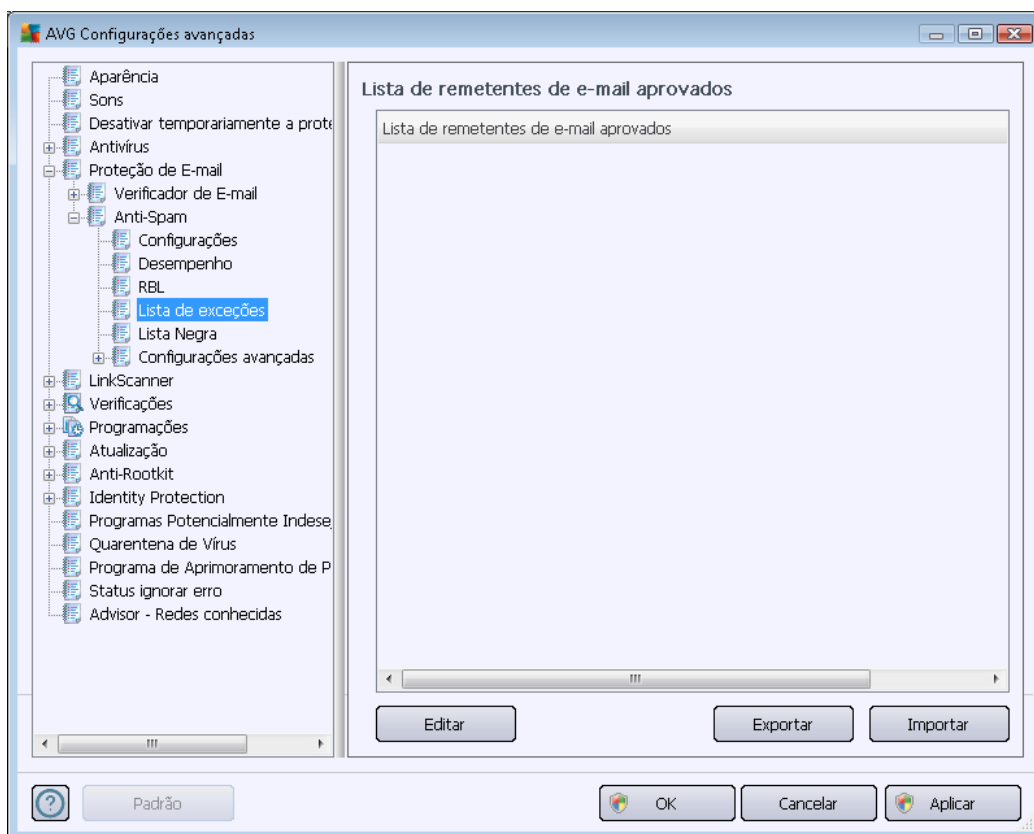 AVG Configurações avançadas
Aparência
Sons
Desativar temporariamente a prote
Antivírus
Proteção de E-mail
Verificador de E-mail
Anti-Spam
Configurações
Desempenho
RBL
Lista de exceções
Lista Negra
Configurações avançadas
LinkScanner
Verificações
Programações
Atualização
Anti-Rootkit
Identity Protection
Programas Potencialmente Indese
Quarentena de Vírus
Programa de Aprimoramento de P
Status ignorar erro
Advisor - Redes conhecidas
Lista de remetentes de e-mail aprovados
Lista de remetentes de e-mail aprovados
Editar
Exportar
Importar
Padrão
OK
Cancelar
Aplicar